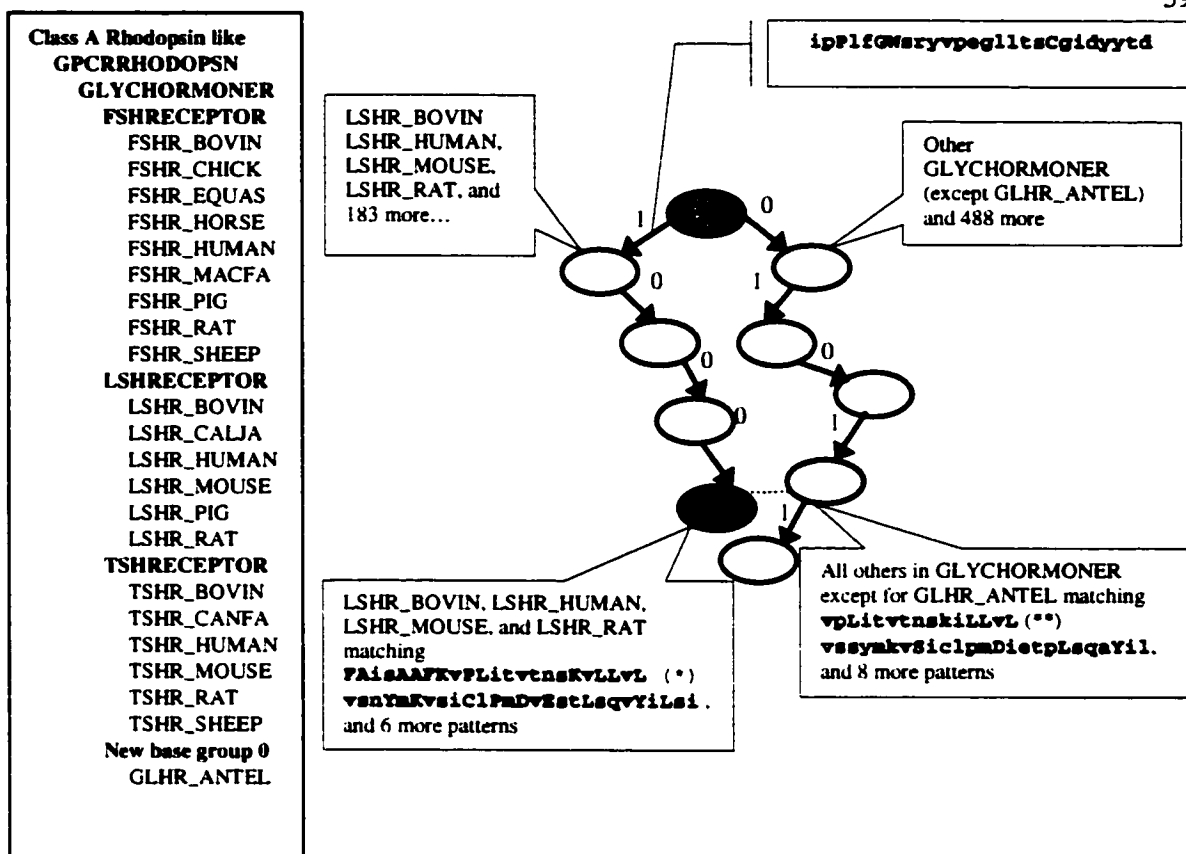 Class A Rhodopsin like
GPCRRHODOPSN
GLYCHORMONER
FSHRECEPTOR
FSHR_BOVIN
FSHR_CHICK
FSHR_EQUAS
FSHR_HORSE
FSHR_HUMAN
FSHR_MACFA
FSHR_PIG
FSHR_RAT
FSHR_SHEEP
LSHRECEPTOR
LSHR_BOVIN
LSHR_CALJA
LSHR_HUMAN
LSHR_MOUSE
LSHR_PIG
LSHR_RAT
TSHRECEPTOR
TSHR_BOVIN
TSHR_CANFA
TSHR_HUMAN
TSHR_MOUSE
TSHR_RAT
TSHR_SHEEP
New base group 0
GLHR_ANTEL
ipPlfGWsryvpeglltsCgidyytd
LSHR_BOVIN
LSHR_HUMAN,
LSHR_MOUSE,
LSHR_RAT, and
183 more...
Other
GLYCHORMONER
(except GLHR_ANTEL)
and 488 more
1
0
0
1
0
0
0
1
1
LSHR_BOVIN, LSHR_HUMAN,
LSHR_MOUSE, and LSHR_RAT
matching
FAisAAFKvPLitvtnsKvLLvL (*)
vsnYmKvsiClPmDvEstLsqvYiLsi,
and 6 more patterns
All others in GLYCHORMONER
except for GLHR_ANTEL matching
vpLitvtnskiLLvL (**)
vssymkvSiclpmDietpLsqaYil,
and 8 more patterns